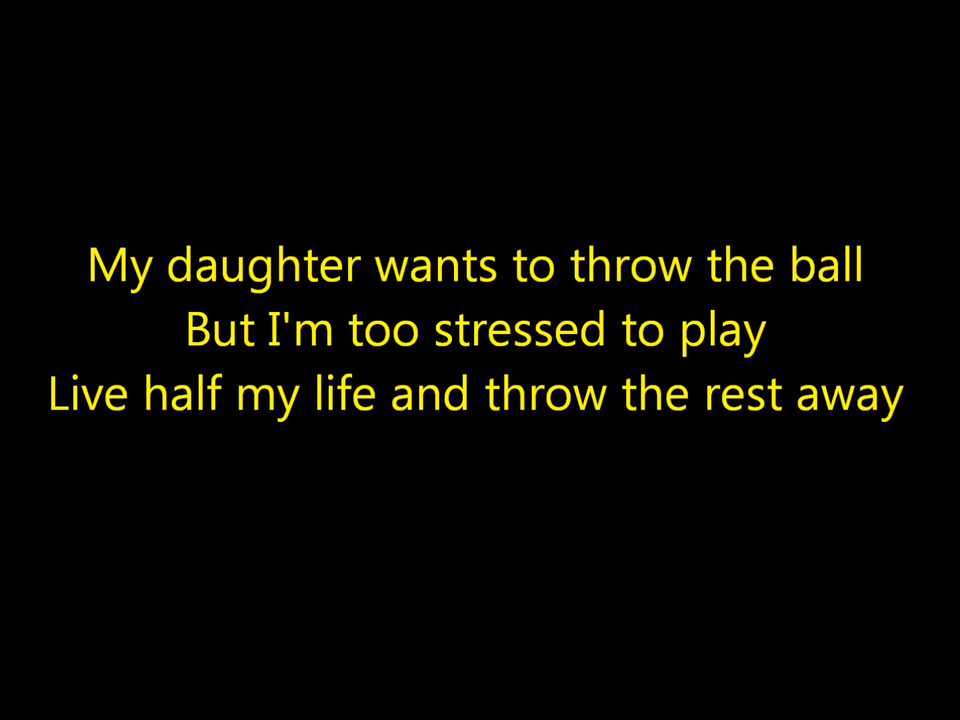 My daughter wants to throw the ball
But I'm too stressed to play
Live half my life and throw the rest away